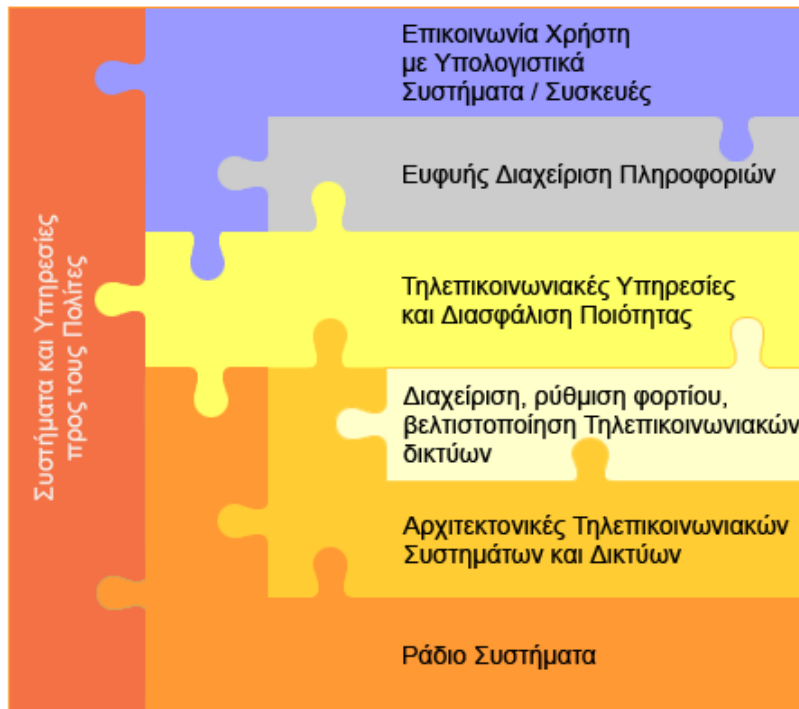 Συστήματα και Υπηρεσίες
προς τους Πολίτες
Επικοινωνία Χρήστη
με Υπολογιστικά
Συστήματα / Συσκευές
Ευφυής Διαχείριση Πληροφοριών
Τηλεπικοινωνιακές Υπηρεσίες
και Διασφάλιση Ποιότητας
Διαχείριση, ρύθμιση φορτίου,
βελτιστοποίηση Τηλεπικοινωνιακών
δικτύων
Αρχιτεκτονικές Τηλεπικοινωνιακών
Συστημάτων και Δικτύων
Ράδιο Συστήματα